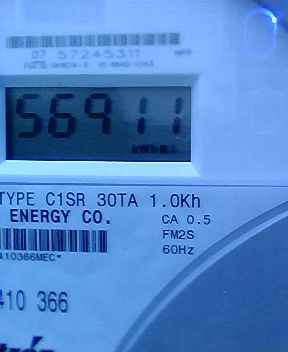 07 57245311
56911
kWh
TYPE C1SR 30TA 1.0Kh
ENERGY CO.
CA 0.5
FM2S
60Hz
410366MEC*
410 366